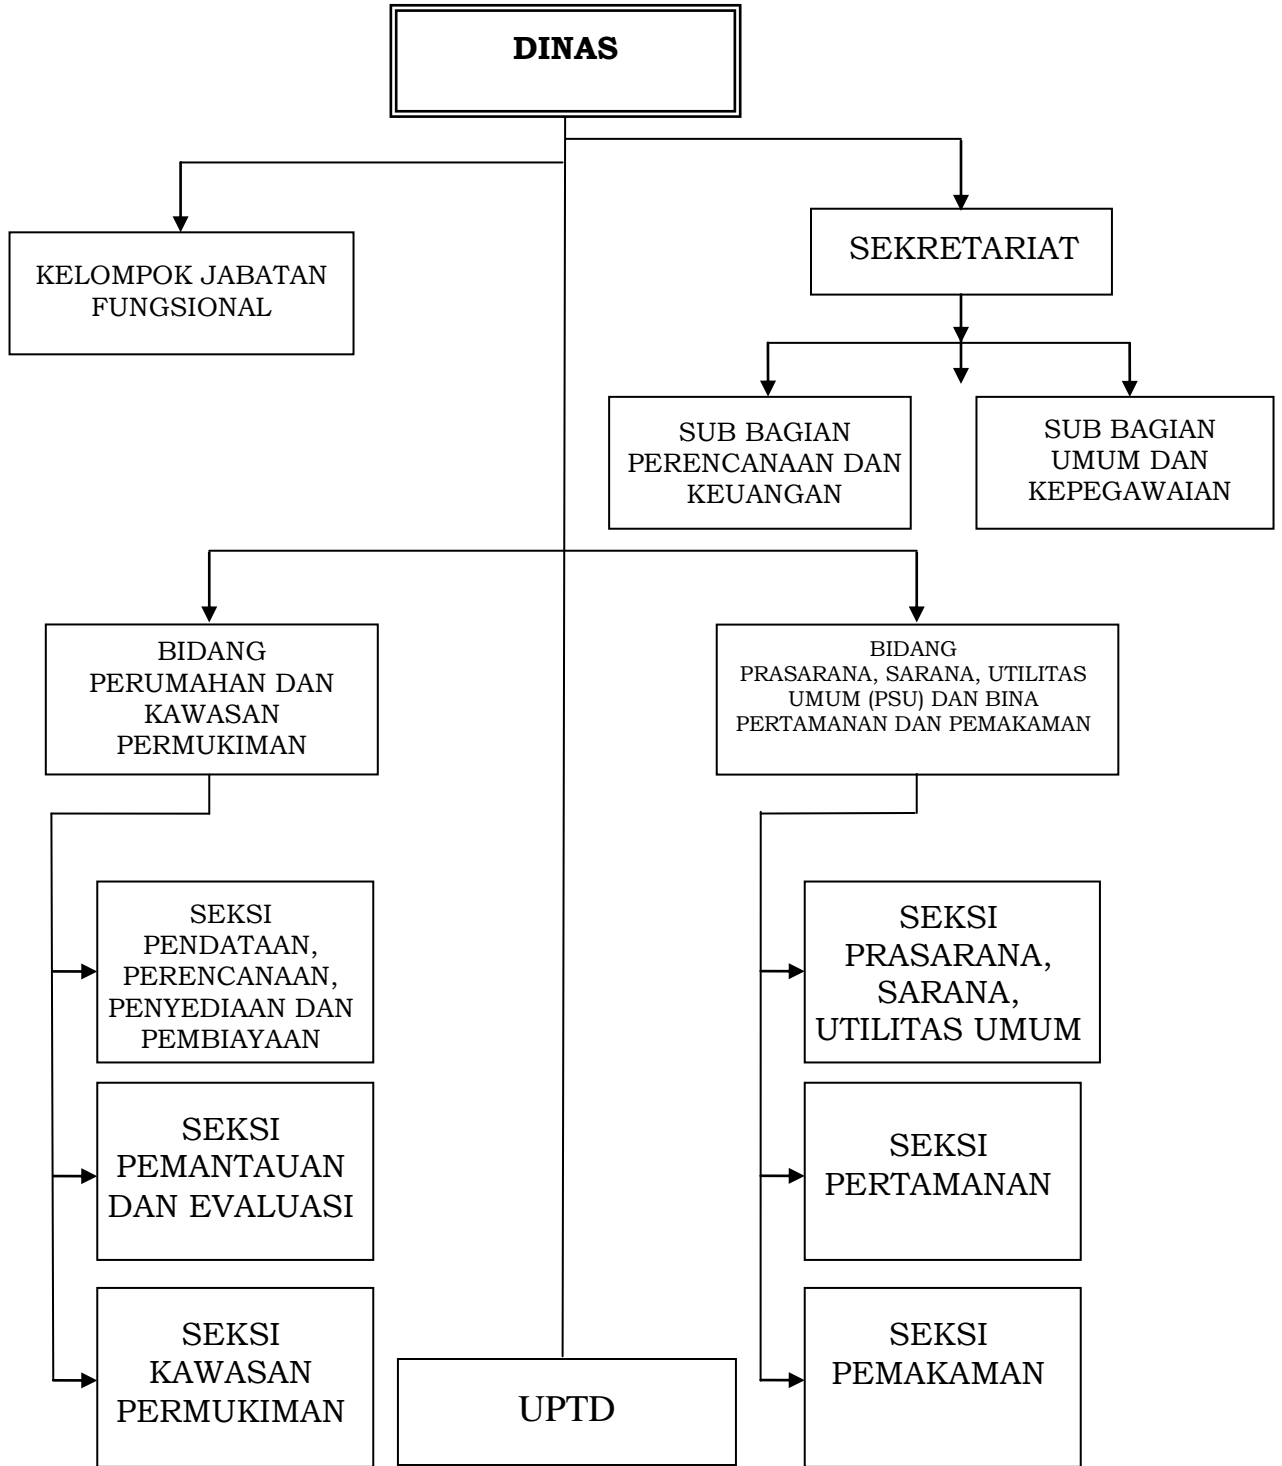 DINAS
KELOMPOK JABATAN
FUNGSIONAL
SEKRETARIAT
SUB BAGIAN
PERENCANAAN DAN
KEUANGAN
SUB BAGIAN
UMUM DAN
KEPEGAWAIAN
BIDANG
PERUMAHAN DAN
KAWASAN
PERMUKIMAN
BIDANG
PRASARANA, SARANA, UTILITAS
UMUM (PSU) DAN BINA
PERTAMANAN DAN PEMAKAMAN
SEKSI
PENDATAAN,
PERENCANAAN,
PENYEDIAAN DAN
PEMBIAYAAN
SEKSI
PRASARANA,
SARANA,
UTILITAS UMUM
SEKSI
PEMANTAUAN
DAN EVALUASI
SEKSI
PERTAMANAN
SEKSI
KAWASAN
PERMUKIMAN
UPTD
SEKSI
PEMAKAMAN